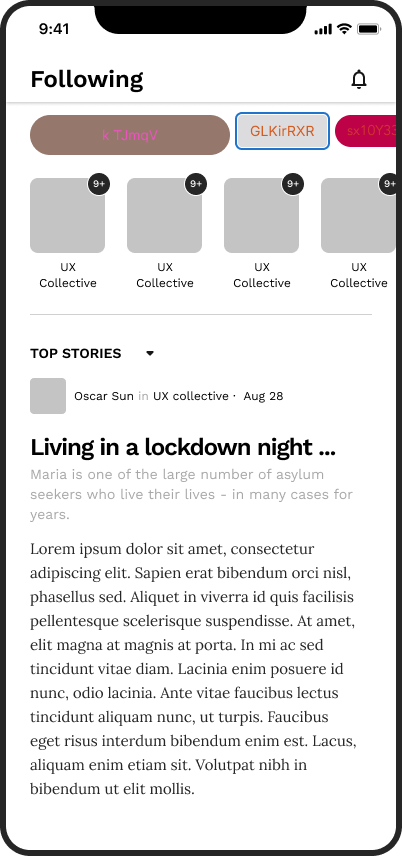 9:41
Following
k TJmqV GLKirRXR
9+ 9+ 9+ 9+
UX Collective UX Collective UX Collective UX Collective
TOP STORIES
Oscar Sun in UX collective · Aug 28
Living in a lockdown night ...
Maria is one of the large number of asylum
seekers who live their lives - in many cases for
years.
Lorem ipsum dolor sit amet, consectetur
adipiscing elit. Sapien erat bibendum orci nisl,
phasellus sed. Aliquet in viverra id quis facilisis
pellentesque scelerisque suspendisse. At amet,
elit magna at magnis at porta. In mi ac sed
tincidunt vitae diam. Lacinia enim posuere id
nunc, odio lacinia. Ante vitae faucibus lectus
tincidunt aliquam nunc, ut turpis. Faucibus
eget risus interdum bibendum enim est. Lacus,
aliquam enim etiam sit. Volutpat nibh in
bibendum ut elit mollis.